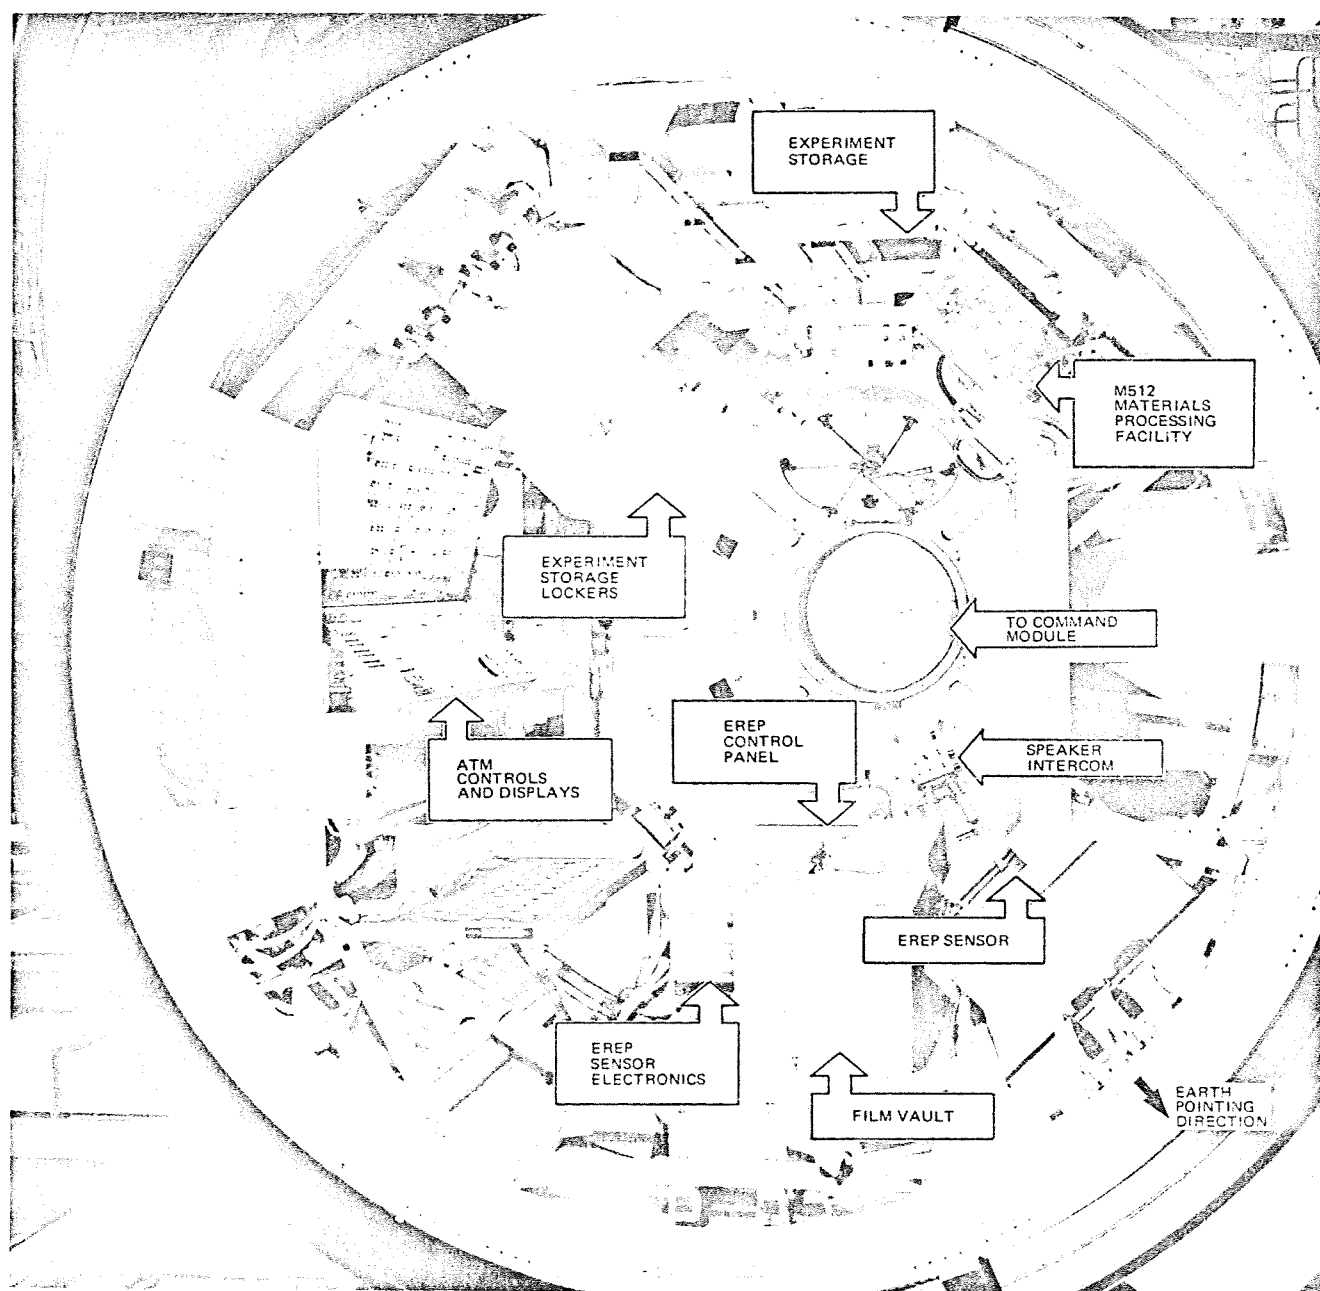 EXPERIMENT
STORAGE
M512
MATERIALS
PROCESSING
FACILITY
EXPERIMENT
STORAGE
LOCKERS
TO COMMAND
MODULE
EREP
CONTROL
PANEL
SPEAKER
INTERCOM
ATM
CONTROLS
AND DISPLAYS
EREP SENSOR
EREP
SENSOR
ELECTRONICS
FILM VAULT
EARTH
POINTING
DIRECTION